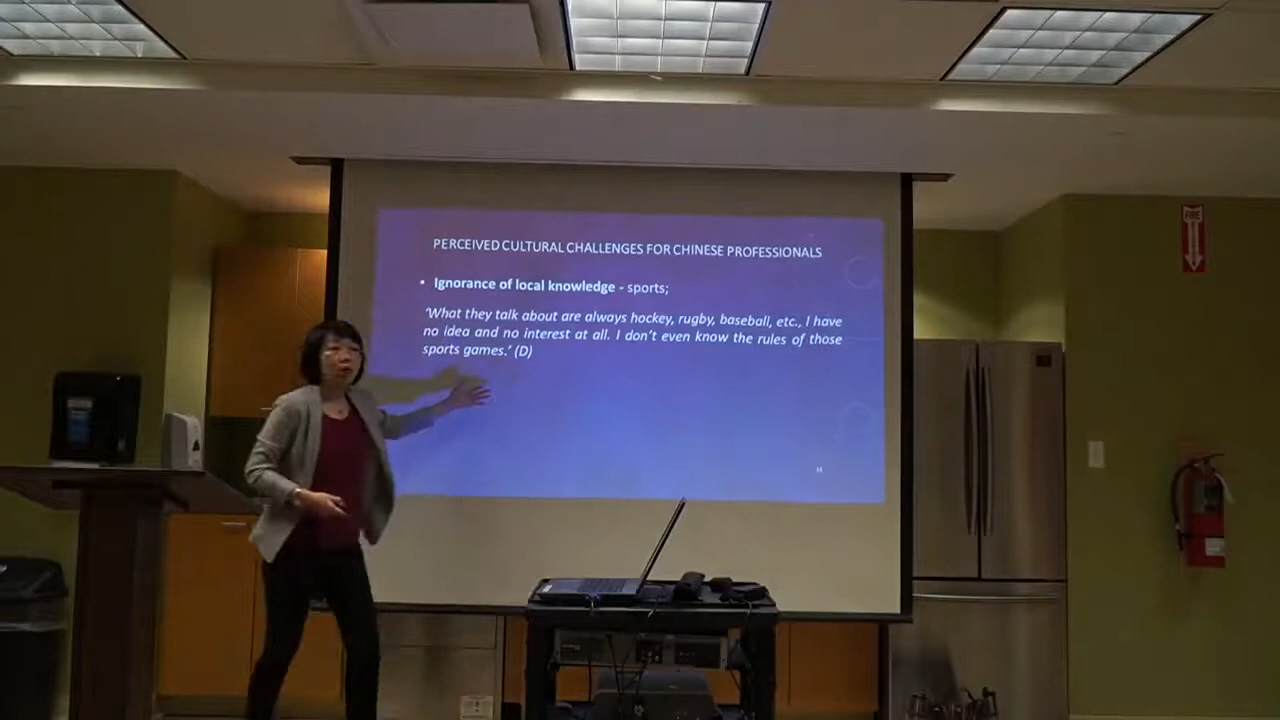 PERCEIVED CULTURAL CHALLENGES FOR CHINESE PROFESSIONALS
▪ Ignorance of local knowledge - sports;
‘What they talk about are always hockey, rugby, baseball, etc., I have
no idea and no interest at all. I don’t even know the rules of those
sports games.’ (D)
FIRE